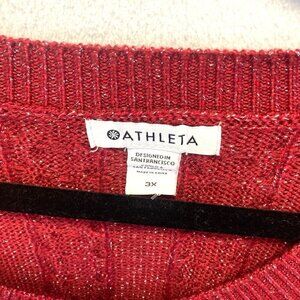 ATHLETA
DESIGNED IN
SAN FRANCISCO
3X